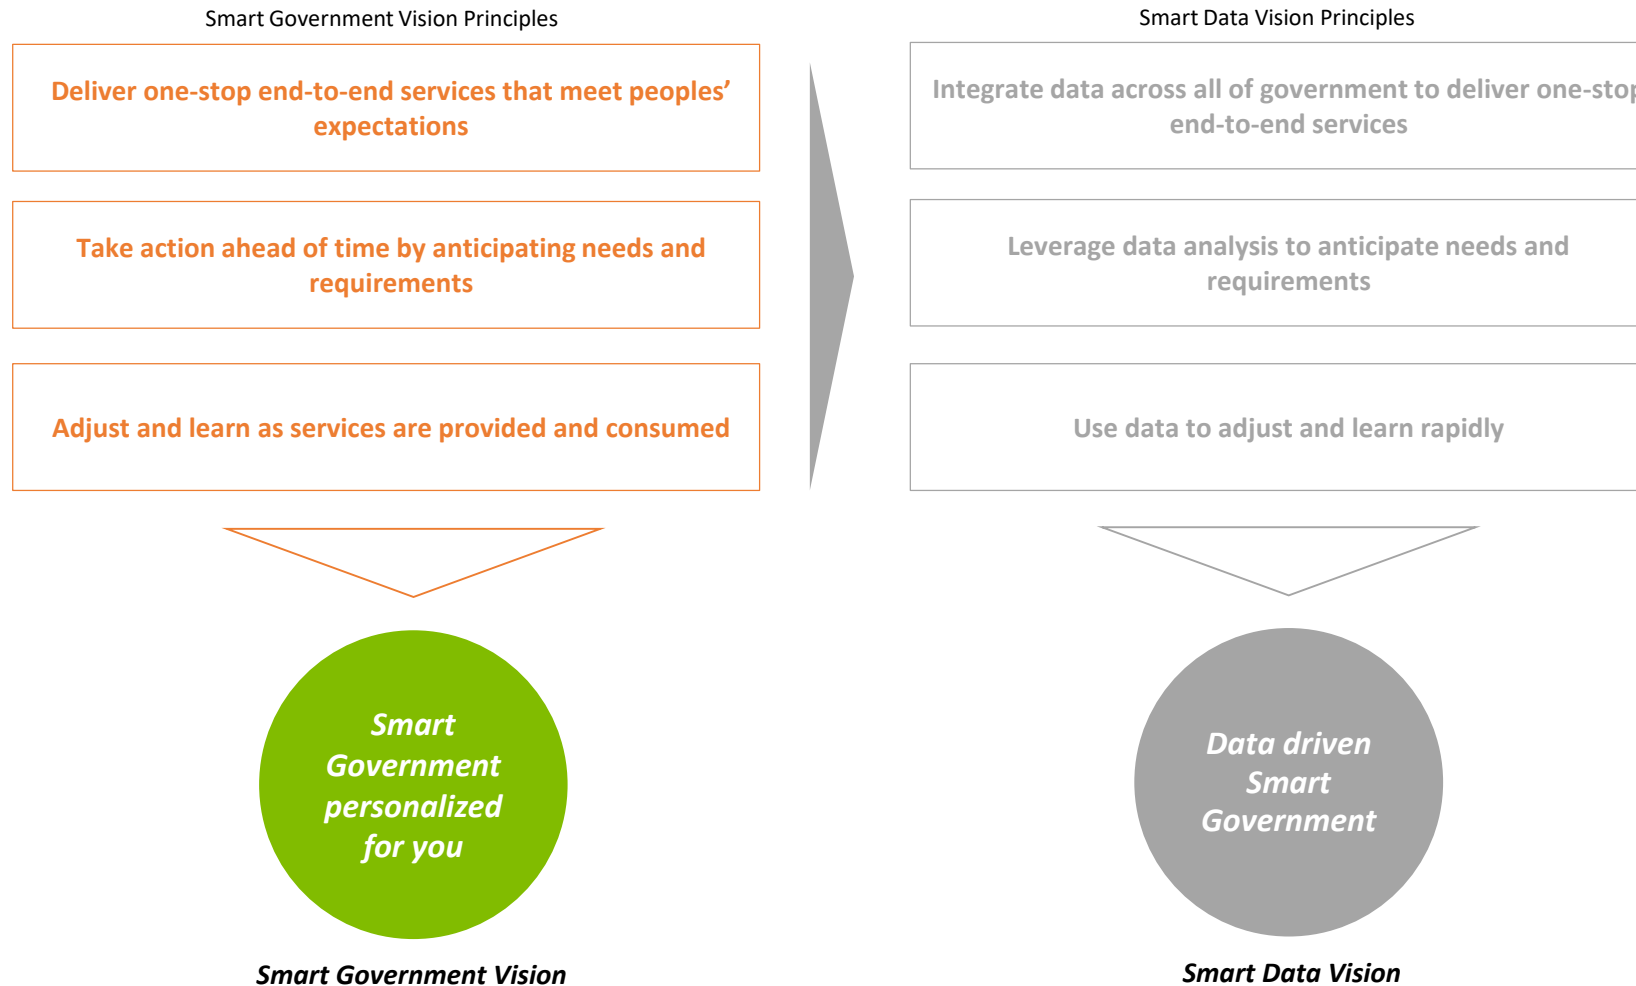 Smart Government Vision Principles
Deliver one-stop end-to-end services that meet peoples’
expectations
Take action ahead of time by anticipating needs and
requirements
Adjust and learn as services are provided and consumed
Smart
Government
personalized
for you
Smart Government Vision
Smart Data Vision Principles
Integrate data across all of government to deliver one-stop
end-to-end services
Leverage data analysis to anticipate needs and
requirements
Use data to adjust and learn rapidly
Data driven
Smart
Government
Smart Data Vision